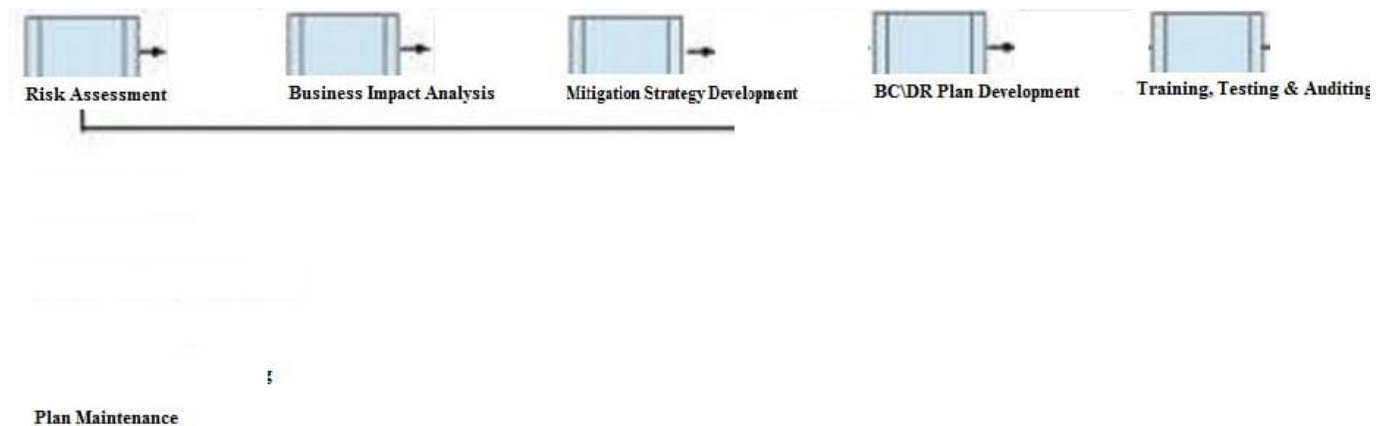 Risk Assessment
Business Impact Analysis
Mitigation Strategy Development
BC\DR Plan Development
Training, Testing & Auditing
g
Plan Maintenance